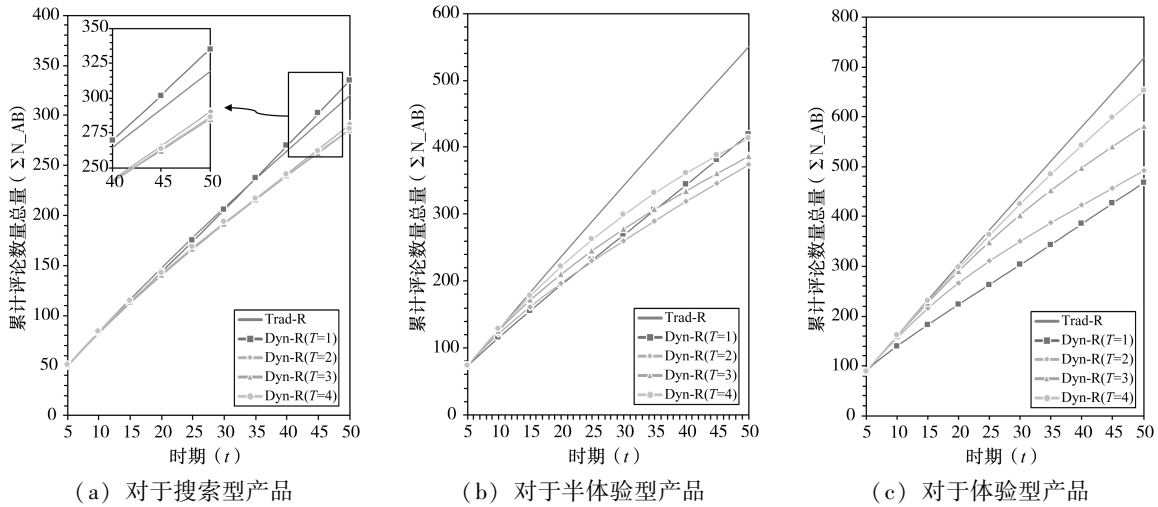 累计评论数量总量（ΣN_AB）
400
350
300
250
200
150
100
50
0
350
325
300
275
250
40
45
50
Trad-R
Dyn-R(T=1)
Dyn-R(T=2)
Dyn-R(T=3)
Dyn-R(T=4)
5 10 15 20 25 30 35 40 45 50
时期（t）
（a）对于搜索型产品
累计评论数量总量（ΣN_AB）
600
500
400
300
200
100
0
Trad-R
Dyn-R(T=1)
Dyn-R(T=2)
Dyn-R(T=3)
Dyn-R(T=4)
5 10 15 20 25 30 35 40 45 50
时期（t）
（b）对于半体验型产品
累计评论数量总量（ΣN_AB）
800
700
600
500
400
300
200
100
0
Trad-R
Dyn-R(T=1)
Dyn-R(T=2)
Dyn-R(T=3)
Dyn-R(T=4)
5 10 15 20 25 30 35 40 45 50
时期（t）
（c）对于体验型产品